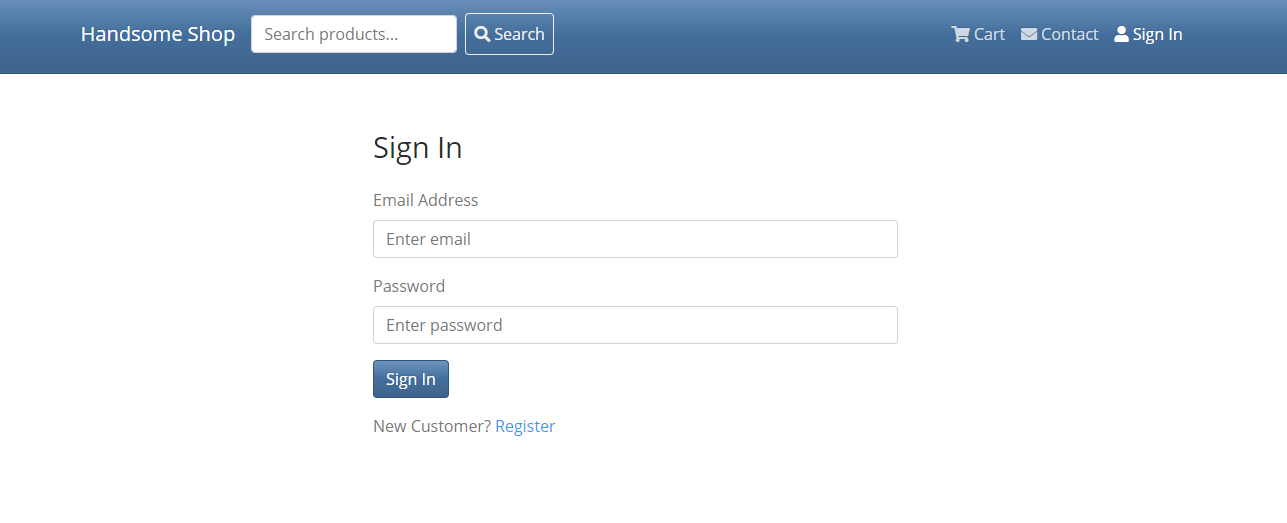 Handsome Shop Search products... Search Cart Contact Sign In
Sign In
Email Address
Enter email
Password
Enter password
Sign In
New Customer? Register